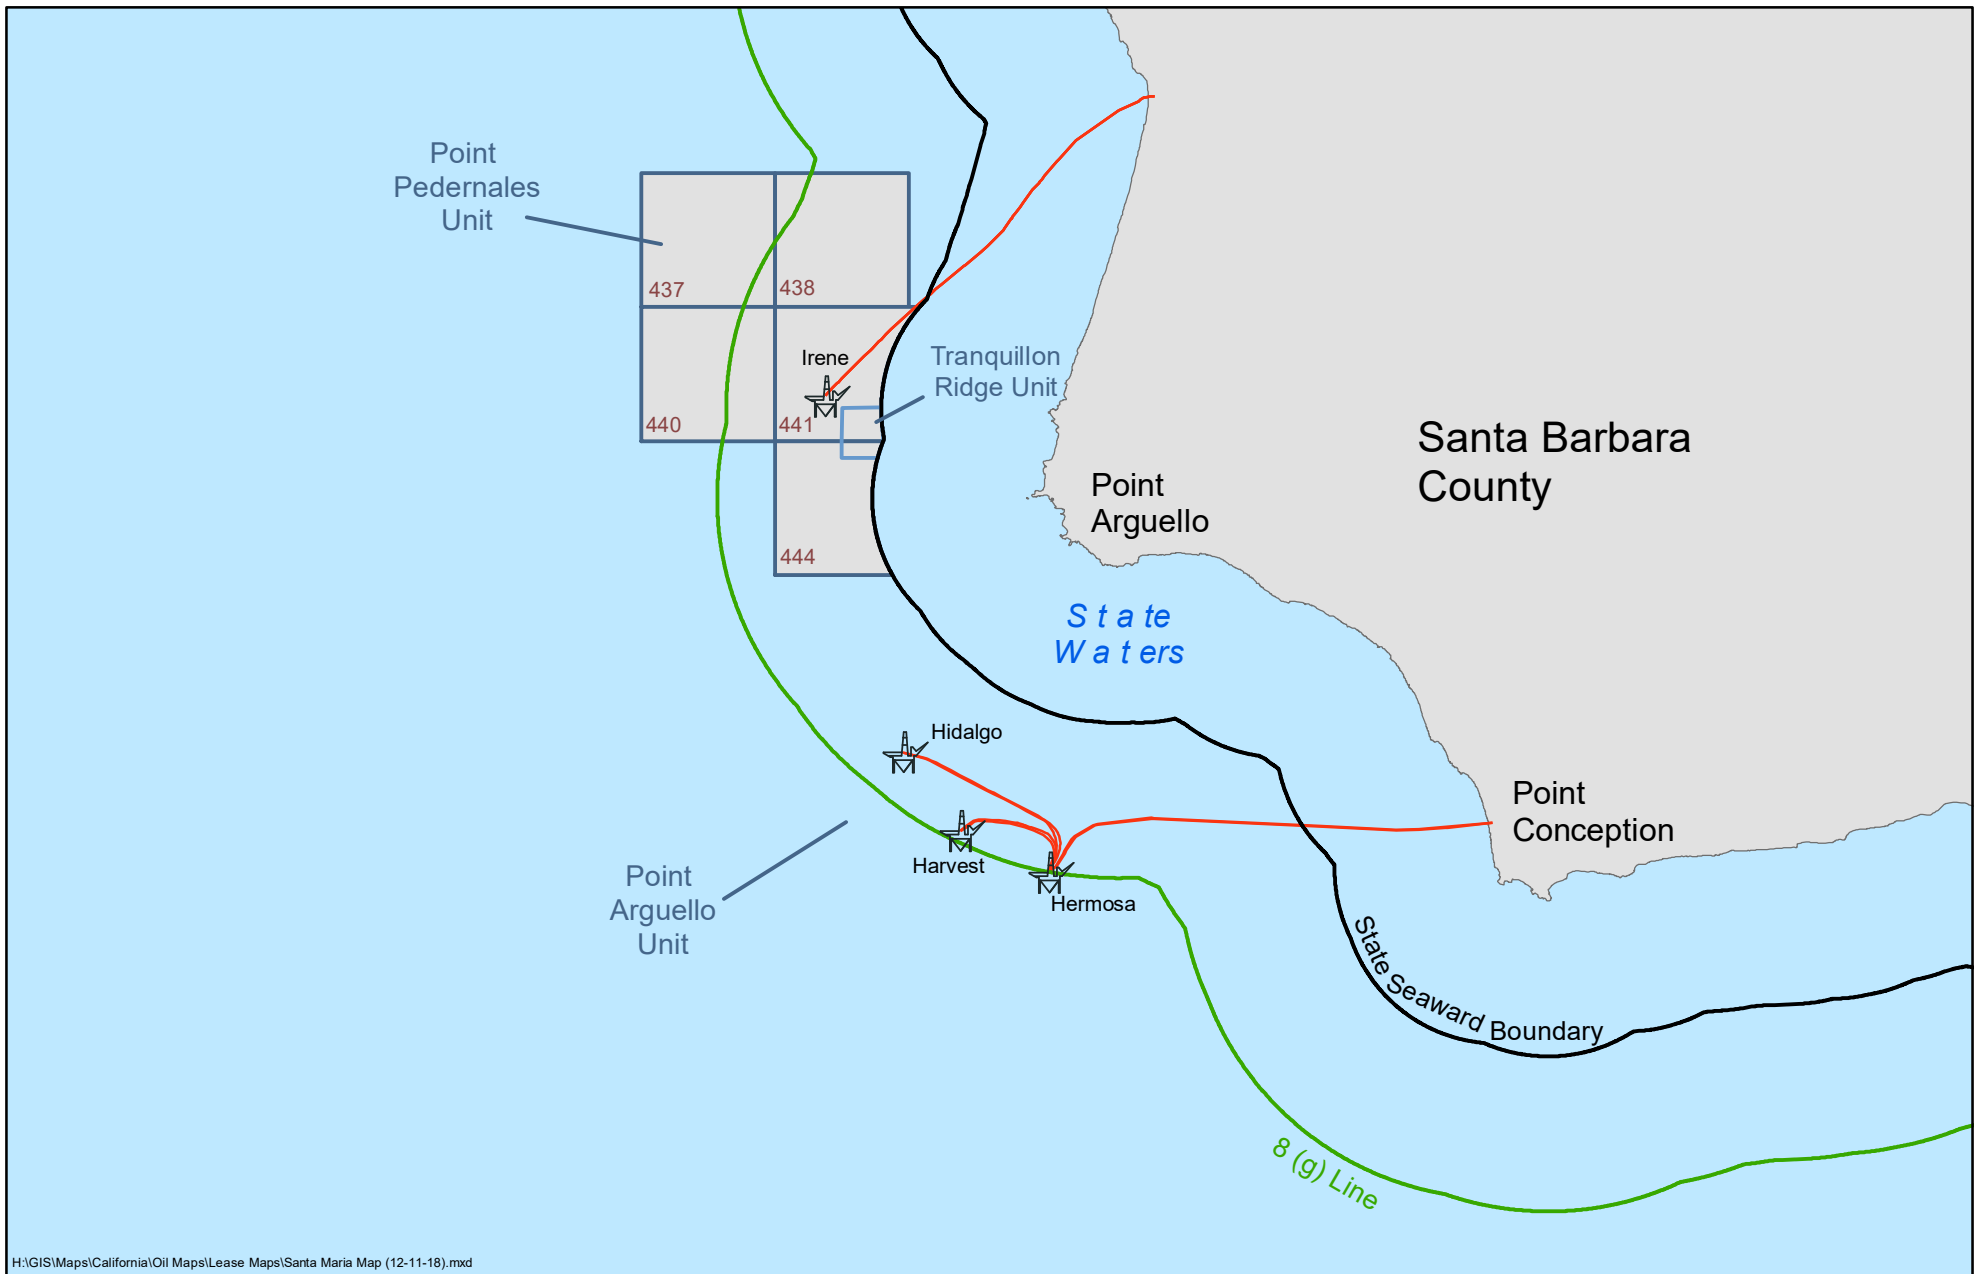 Point
Pedernales
Unit
437
438
Irene
Tranquillon
Ridge Unit
440
441
Santa Barbara
County
Point
Arguello
444
State
Waters
Hidalgo
Point
Conception
Harvest
Point
Arguello
Unit
Hermosa
State Seaward Boundary
8 (g) Line
H:\GIS\Maps\California\Oil Maps\Lease Maps\Santa Maria Map (12-11-18).mxd